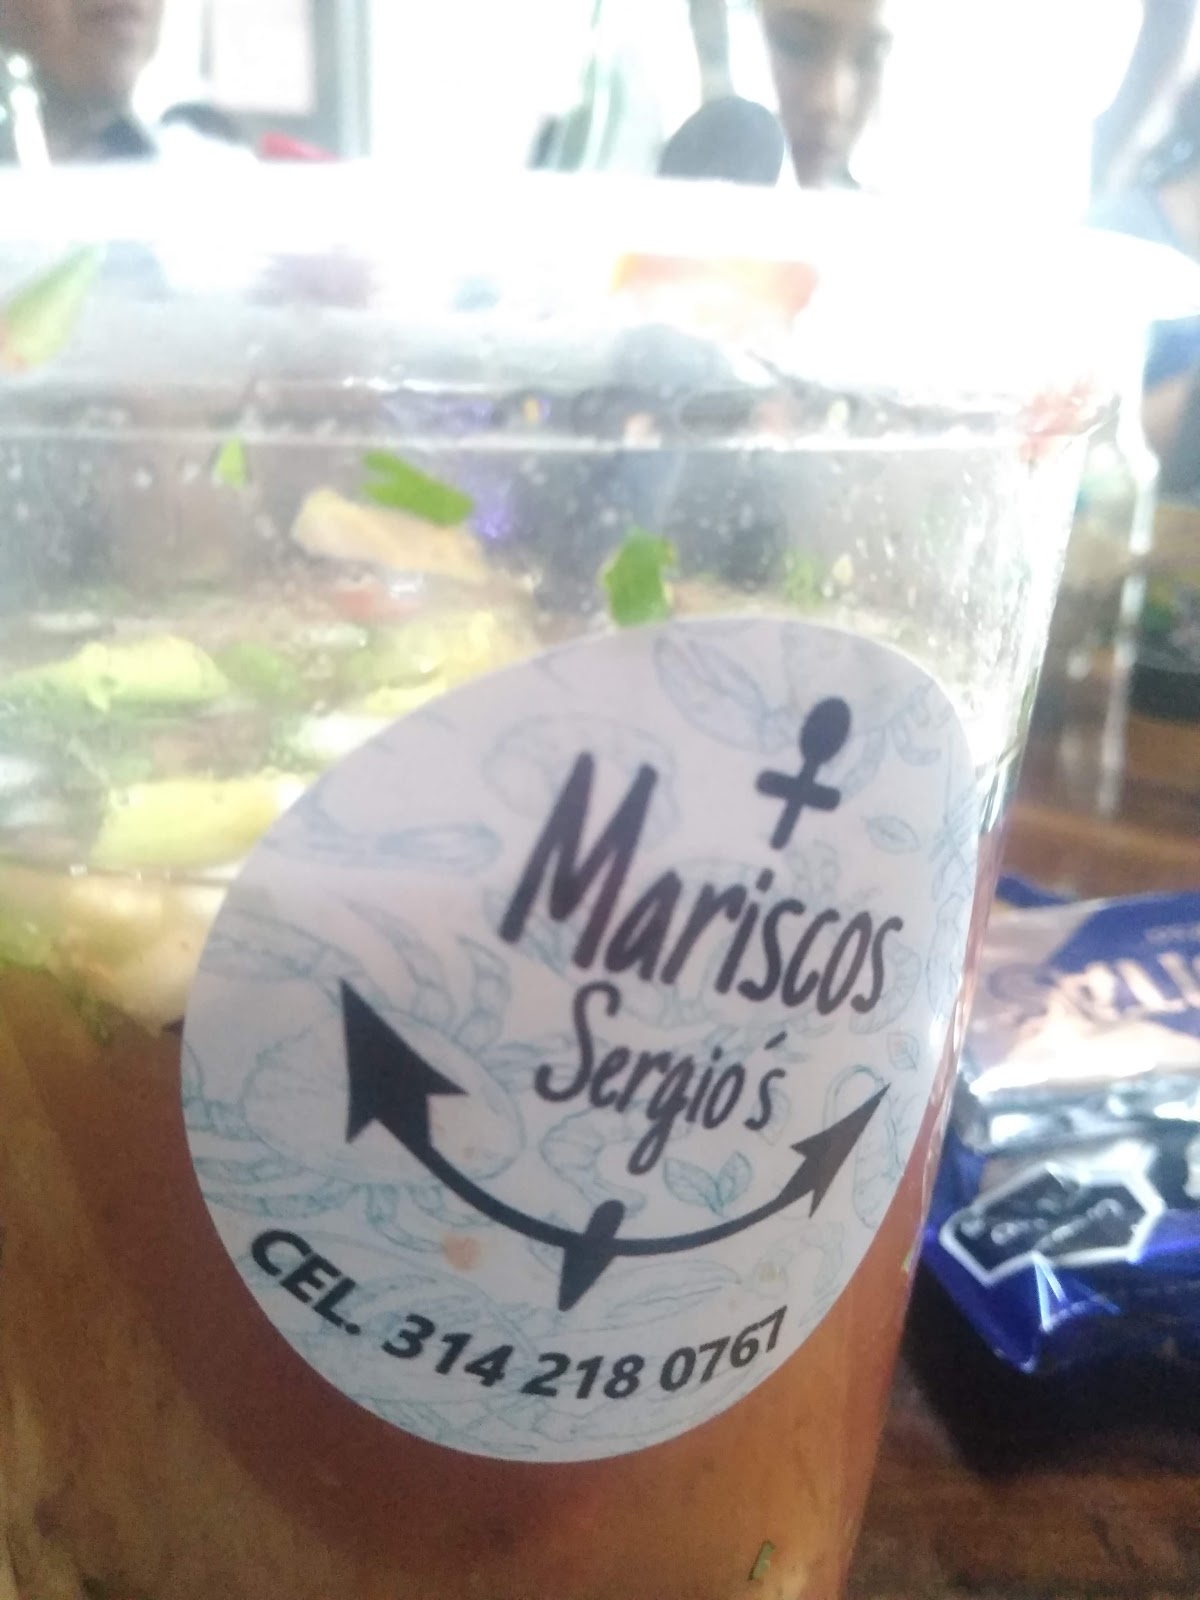 Mariscos
Sergio´s
CEL. 314 218 0767